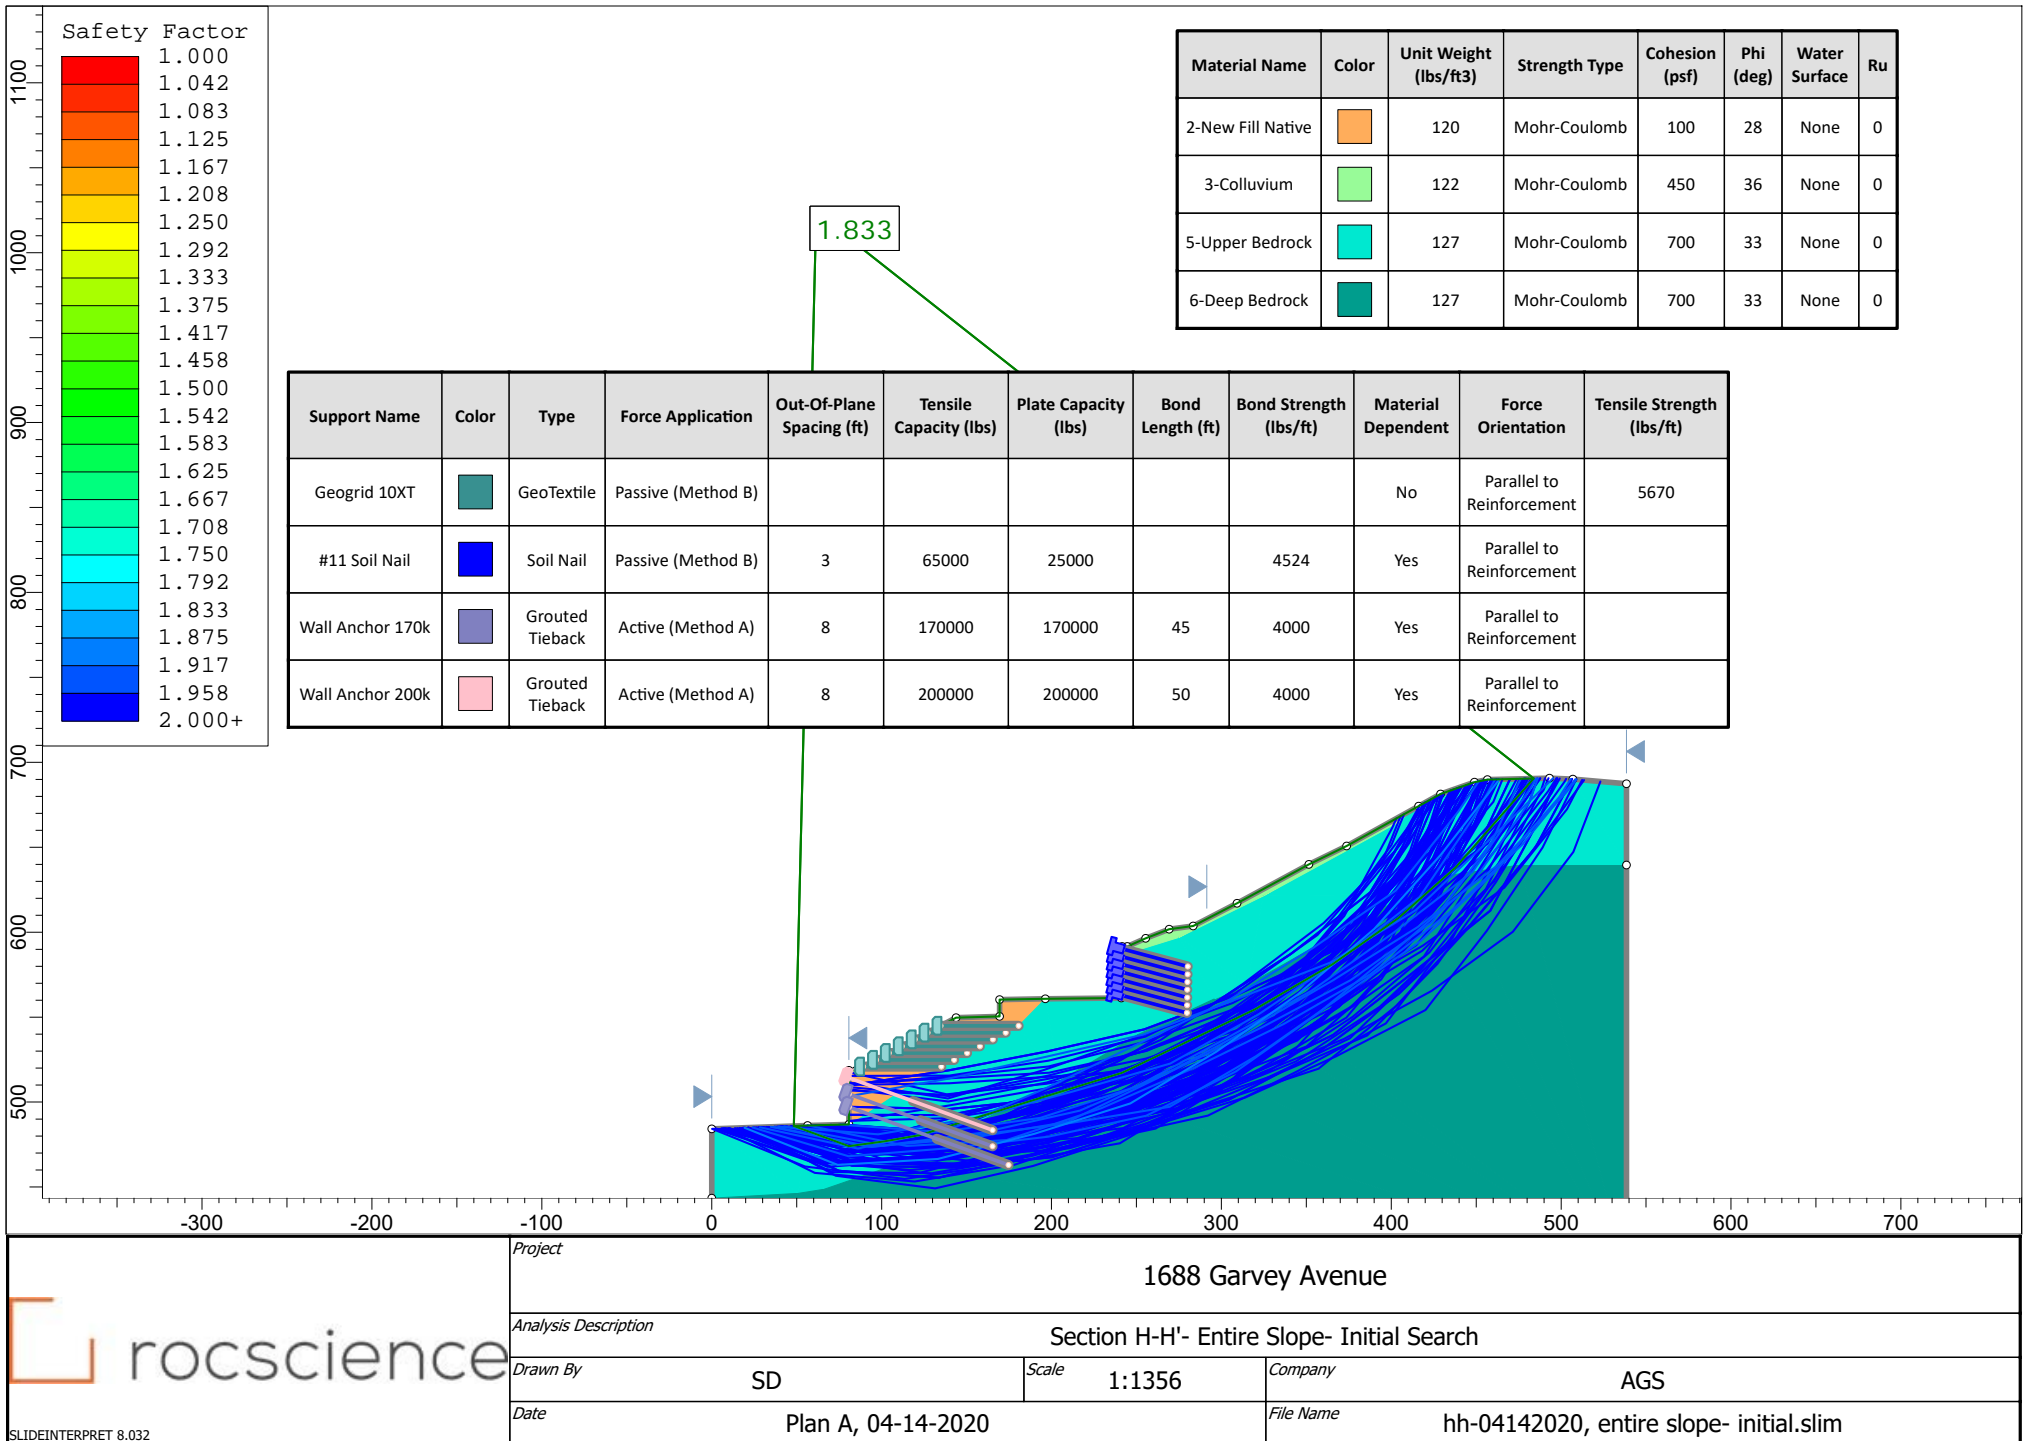 Safety Factor
1.000
1.042
1.083
1.125
1.167
1.208
1.250
1.292
1.333
1.375
1.417
1.458
1.500
1.542
1.583
1.625
1.667
1.708
1.750
1.792
1.833
1.875
1.917
1.958
2.000+
1100
1000
900
800
700
600
500
1.833
Material Name Color Unit Weight (lbs/ft3) Strength Type Cohesion (psf) Phi (deg) Water Surface Ru
2-New Fill Native 120 Mohr-Coulomb 100 28 None 0
3-Colluvium 122 Mohr-Coulomb 450 36 None 0
5-Upper Bedrock 127 Mohr-Coulomb 700 33 None 0
6-Deep Bedrock 127 Mohr-Coulomb 700 33 None 0
Support Name Color Type Force Application Out-Of-Plane Spacing (ft) Tensile Capacity (lbs) Plate Capacity (lbs) Bond Length (ft) Bond Strength (lbs/ft) Material Dependent Force Orientation Tensile Strength (lbs/ft)
Geogrid 10XT GeoTextile Passive (Method B) No Parallel to Reinforcement 5670
#11 Soil Nail Soil Nail Passive (Method B) 3 65000 25000 4524 Yes Parallel to Reinforcement
Wall Anchor 170k Grouted Tieback Active (Method A) 8 170000 170000 45 4000 Yes Parallel to Reinforcement
Wall Anchor 200k Grouted Tieback Active (Method A) 8 200000 200000 50 4000 Yes Parallel to Reinforcement
-300 -200 -100 0 100 200 300 400 500 600 700
rocscience
SLIDEINTERPRET 8.032
Project
1688 Garvey Avenue
Analysis Description
Section H-H'- Entire Slope- Initial Search
Drawn By SD Scale 1:1356 Company AGS
Date Plan A, 04-14-2020 File Name hh-04142020, entire slope- initial.slim